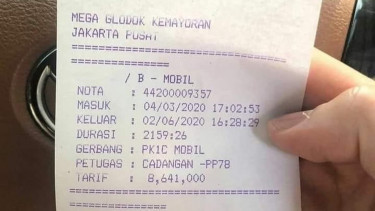 MEGA GLODOK KEMAYORAN
JAKARTA PUSAT
================================
===============
/ B - MOBIL
NOTA : 44200009357
MASUK : 04/03/2020 17:02:53
KELUAR : 02/06/2020 16:28:29
DURASI : 2159:26
GERBANG : PK1C MOBIL
PETUGAS : CADANGAN -PP78
TARIF : 8,641,000
================================
===============